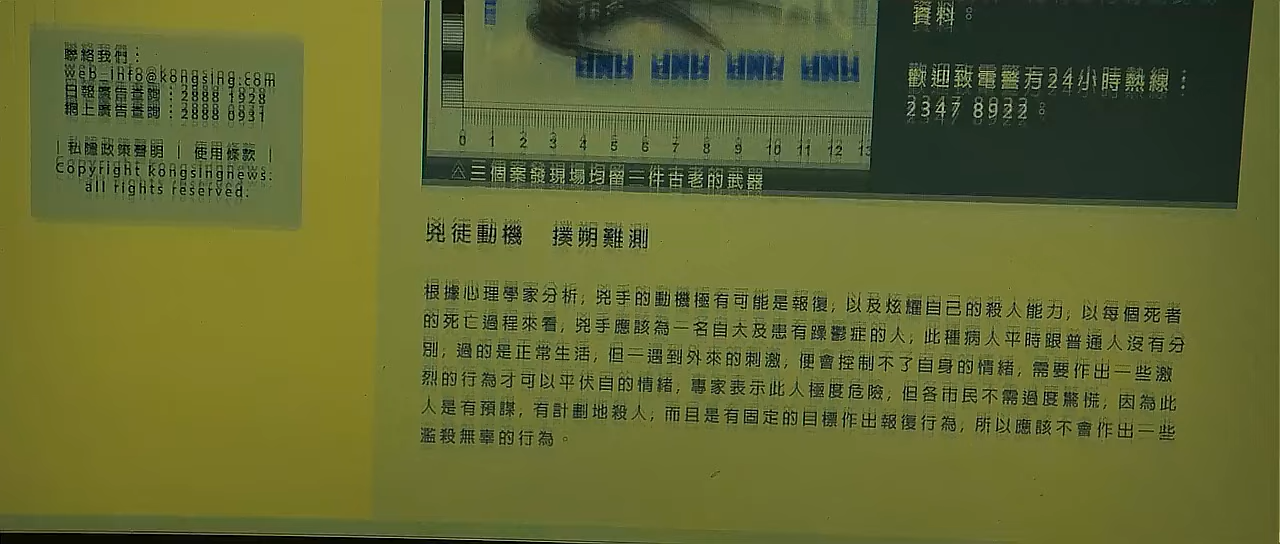 聯絡我們：
web-info@kongsing.com
日報廣告查詢：2888 1928
網上廣告查詢：2888 0931
| 私隱政策聲明 | 使用條款 |
Copyright kongsingnews.
all rights reserved.
資料。
歡迎致電警方24小時熱線：
2347 8922。
0 1 2 3 4 5 6 7 8 9 10 11 12 13
△三個案發現場均留一件古老的武器
兇徒動機 撲朔難測
根據心理學家分析，兇手的動機極有可能是報復，以及炫耀自己的殺人能力，以每個死者
的死亡過程來看，兇手應該為一名自大及患有躁鬱症的人，此種病人平時跟普通人沒有分
別，過的是正常生活，但一遇到外來的刺激，便會控制不了自身的情緒，需要作出一些激
烈的行為才可以平伏自的情緒，專家表示此人極度危險，但各市民不需過度驚慌，因為此
人是有預謀，有計劃地殺人，而目是有固定的目標作出報復行為，所以應該不會作出一些
濫殺無辜的行為。